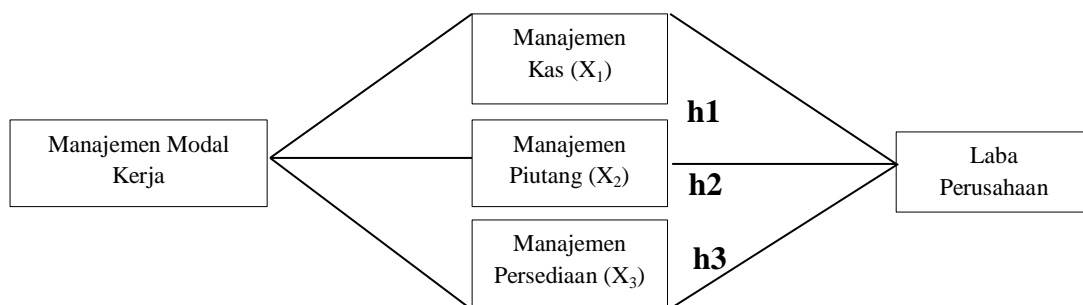 Manajemen Modal
Kerja
Manajemen
Kas (X₁)
Manajemen
Piutang (X₂)
Manajemen
Persediaan (X₃)
h1
h2
h3
Laba
Perusahaan